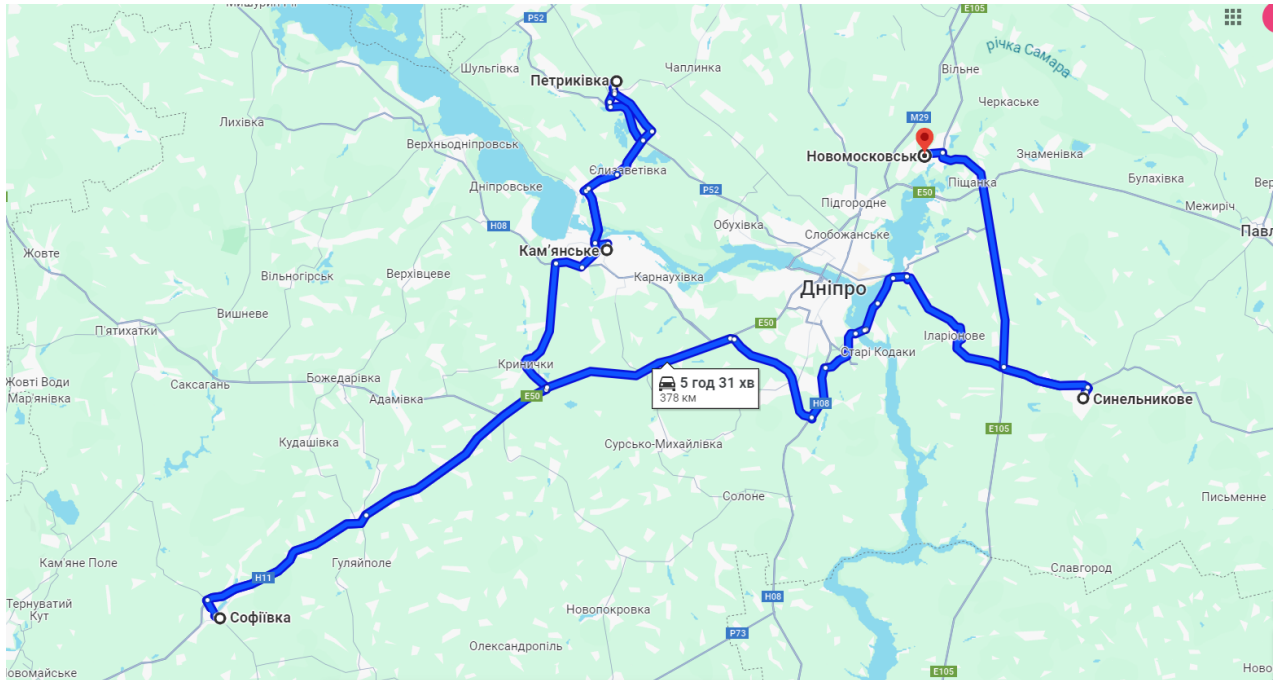 Мишурин Ріг
P52
E105
річка Самара
Шульгівка
Чаплинка
Вільне
Петриківка
Черкаське
Лихівка
M29
Верхньодніпровськ
Новомосковськ
Знаменівка
Єлизаветівка
Булахівка
Дніпровське
P52
E50
Піщанка
Підгородне
Межиріч
H08
Обухівка
Слобожанське
Жовте
Кам'янське
Вільногірськ
Верхівцеве
Карнаухівка
Дніпро
Вишневе
E50
П'ятихатки
Іларіонове
Старі Кодаки
Кринички
Жовті Води
Саксагань
Божедарівка
5 год 31 хв
378 км
Мар'янівка
Адамівка
E50
H08
Синельникове
E105
Кудашівка
Сурсько-Михайлівка
Солоне
Письменне
Кам'яне Поле
Гуляйполе
H11
Славгород
Тернуватий
Кут
Софіївка
Новопокровка
H08
P73
Олександропіль
E105